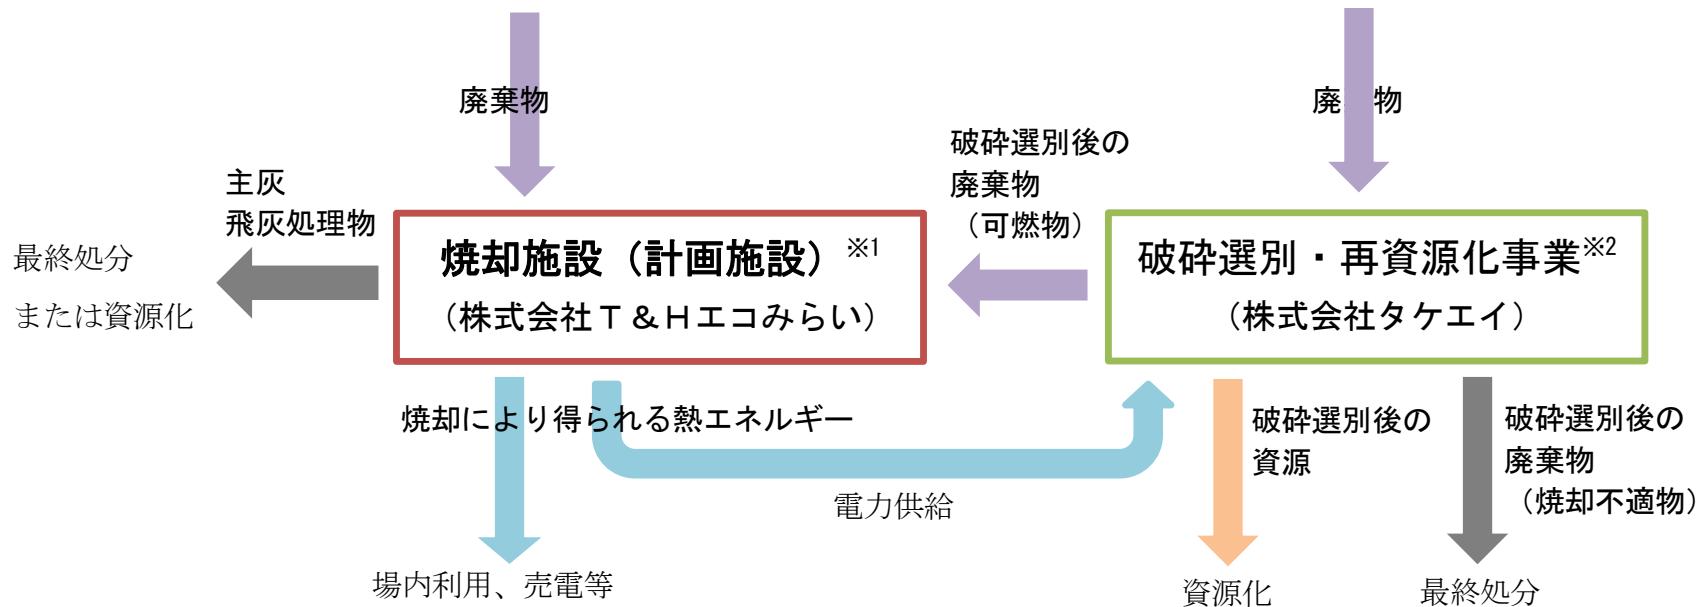 廃棄物
廃棄物
破砕選別後の
廃棄物
（可燃物）
主灰
飛灰処理物
最終処分
または資源化
焼却施設（計画施設）※1
（株式会社Ｔ＆Ｈエコみらい）
破砕選別・再資源化事業※2
（株式会社タケエイ）
焼却により得られる熱エネルギー
電力供給
場内利用、売電等
破砕選別後の
資源
資源化
破砕選別後の
廃棄物
（焼却不適物）
最終処分